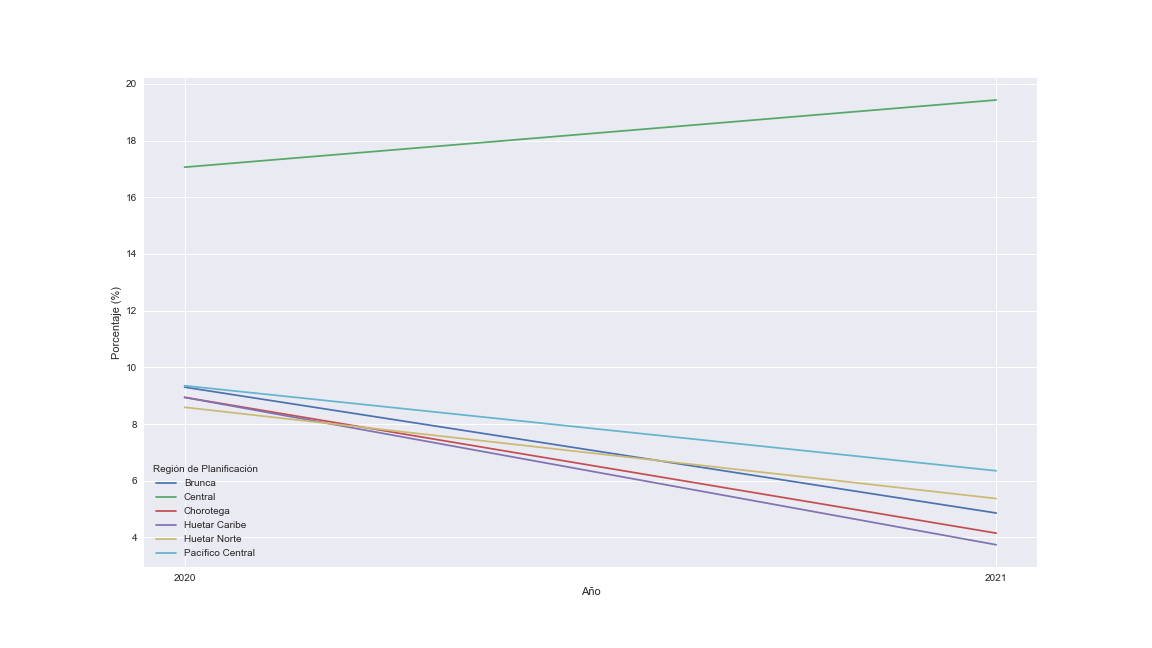 20
18
16
14
12
10
8
6
4
Porcentaje (%)
Región de Planificación
Brunca
Central
Chorotega
Huetar Caribe
Huetar Norte
Pacifico Central
2020
2021
Año